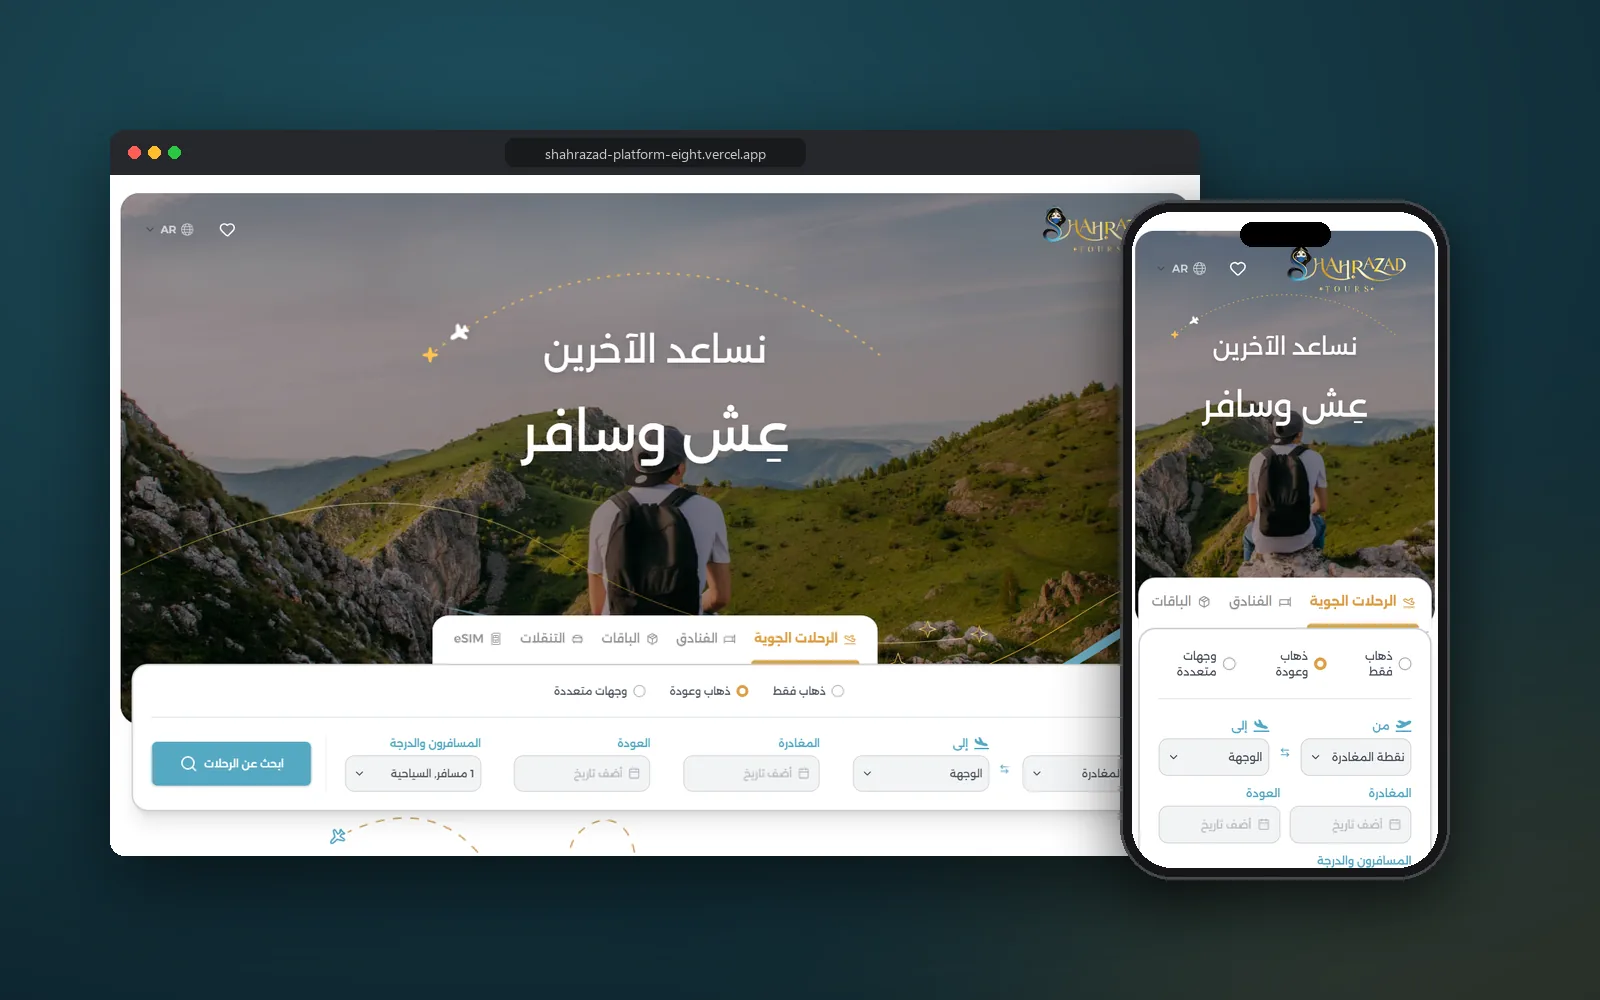 shahrazad-platform-eight.vercel.app
AR
SHAHRA
TOURS
نساعد الآخرين
عِش وسافر
الرحلات الجوية
الفنادق
الباقات
التنقلات
eSIM
ذهاب فقط
ذهاب وعودة
وجهات متعددة
إلى
المغادرة
العودة
المسافرون والدرجة
المغادرة
الوجهة
أضف تاريخ
أضف تاريخ
1 مسافر, السياحية
ابحث عن الرحلات
AR
SHAHRAZAD
•TOURS•
نساعد الآخرين
عِش وسافر
الرحلات الجوية
الفنادق
الباقات
ذهاب
فقط
ذهاب
وعودة
وجهات
متعددة
من
إلى
نقطة المغادرة
الوجهة
المغادرة
العودة
أضف تاريخ
أضف تاريخ
المسافرون والدرجة